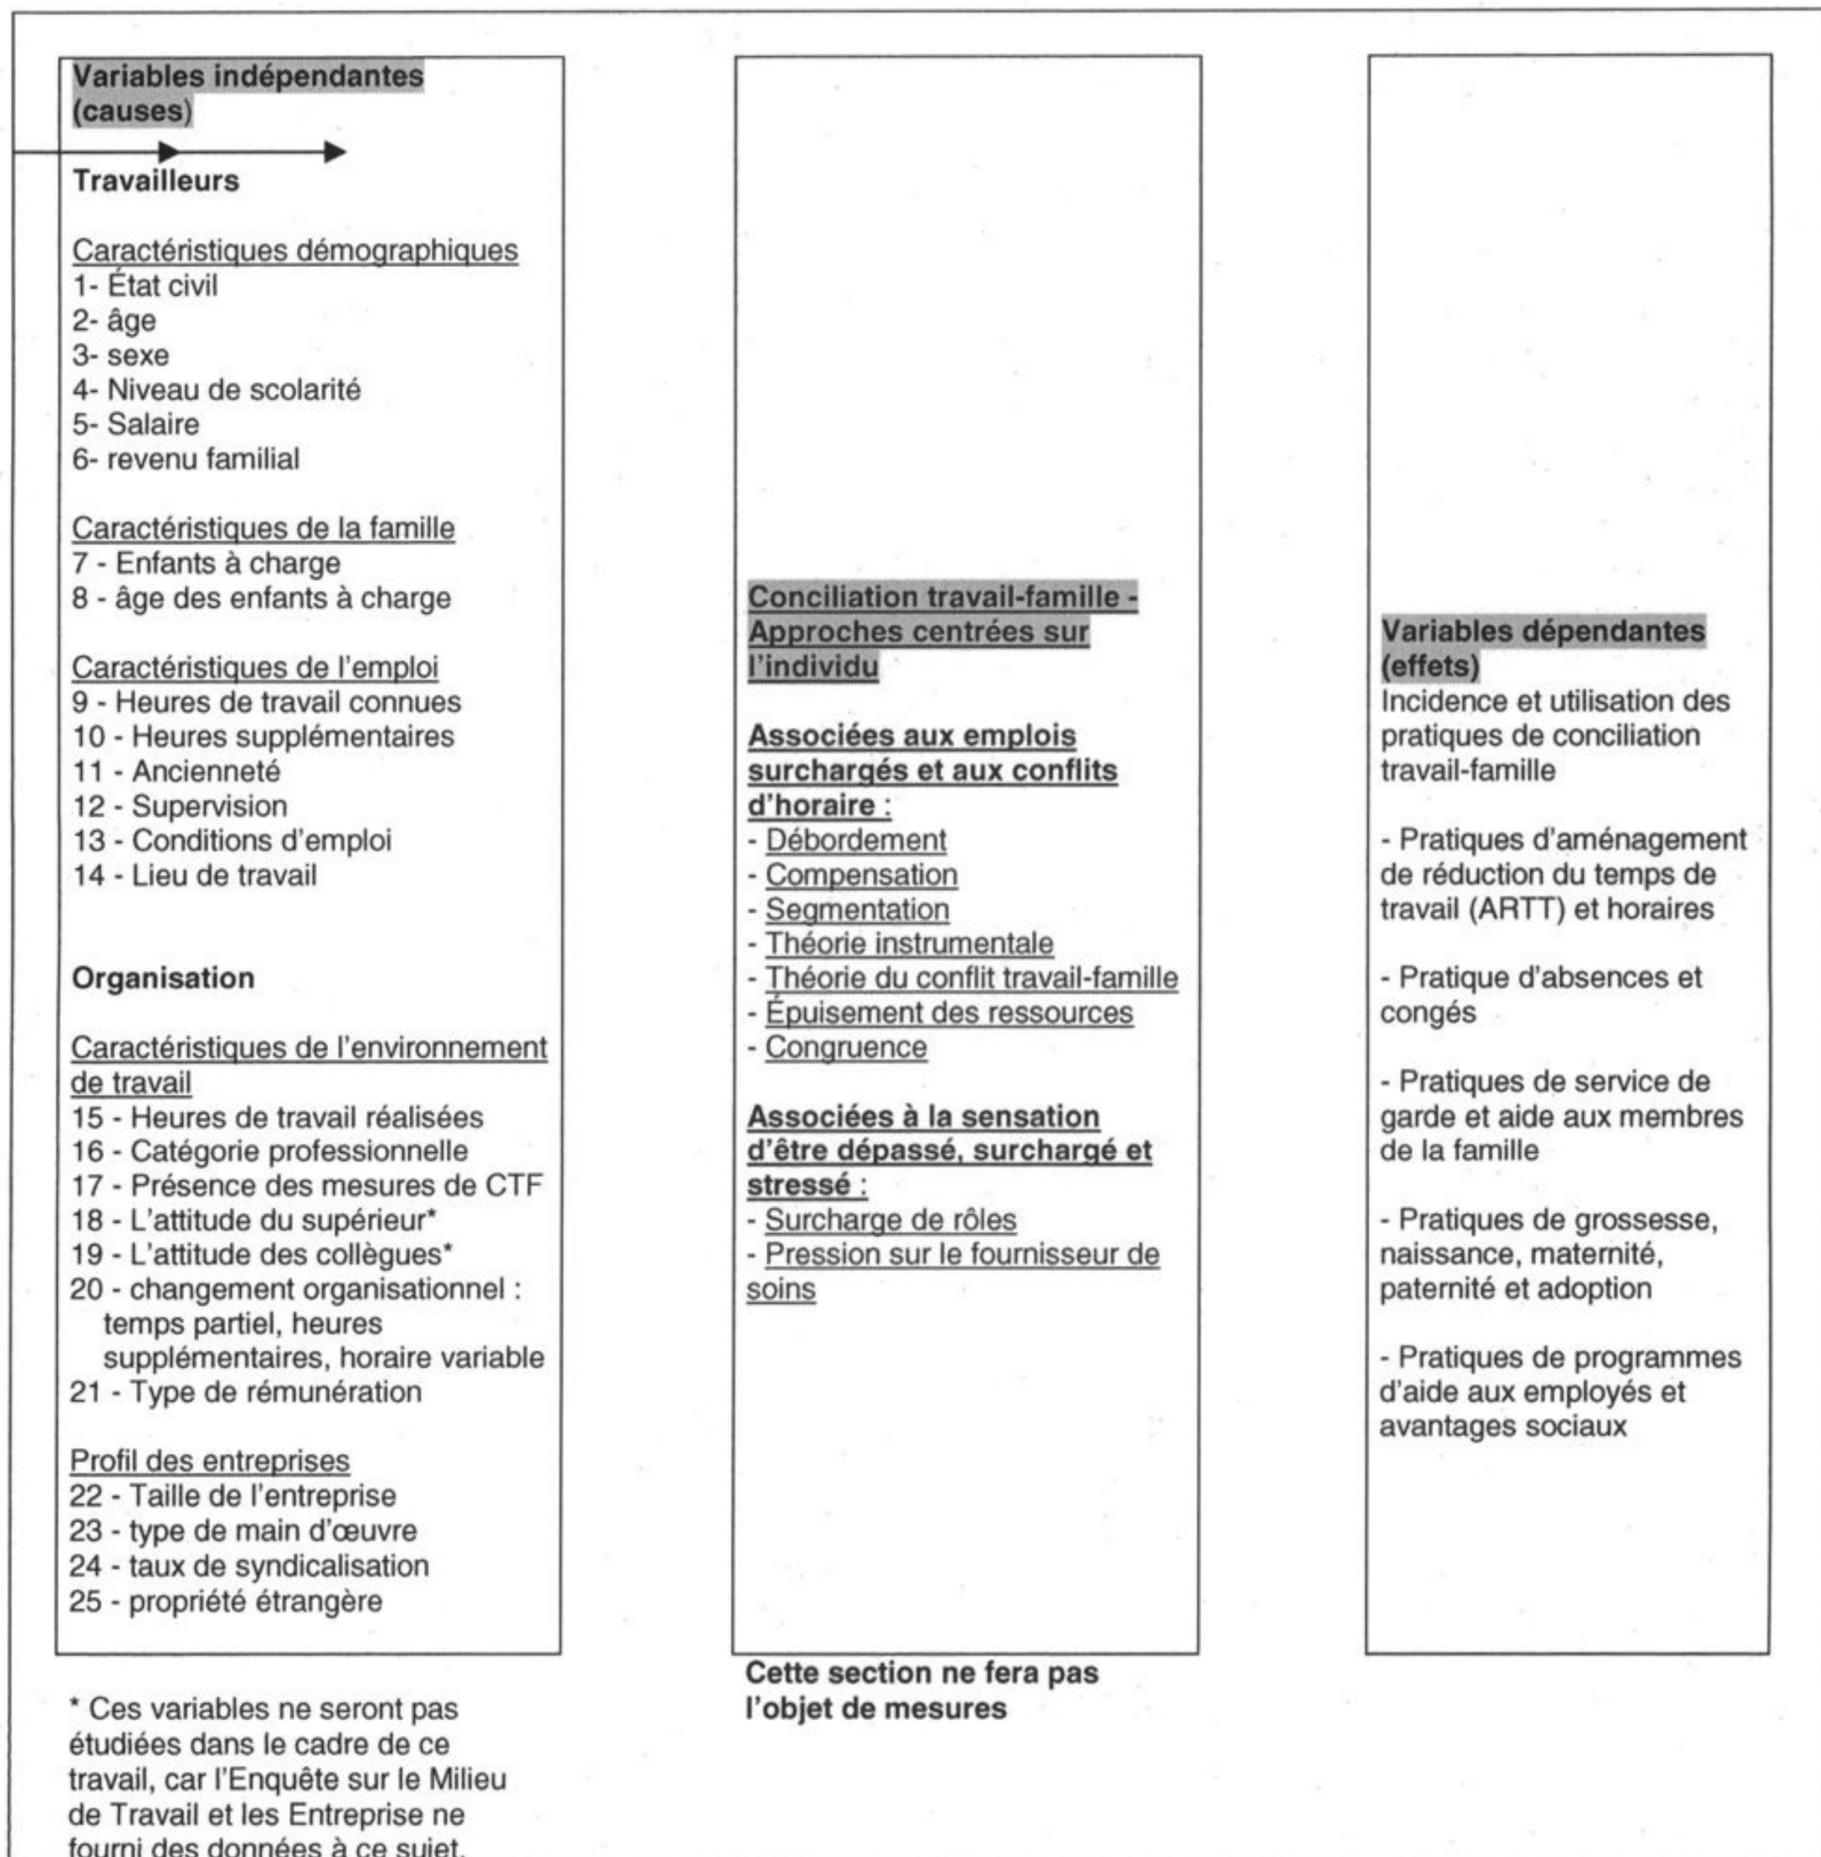 Variables indépendantes
(causes)
Travailleurs
Caractéristiques démographiques
1- État civil
2- âge
3- sexe
4- Niveau de scolarité
5- Salaire
6- revenu familial
Caractéristiques de la famille
7 - Enfants à charge
8 - âge des enfants à charge
Caractéristiques de l'emploi
9 - Heures de travail connues
10 - Heures supplémentaires
11 - Ancienneté
12 - Supervision
13 - Conditions d'emploi
14 - Lieu de travail
Organisation
Caractéristiques de l'environnement
de travail
15 - Heures de travail réalisées
16 - Catégorie professionnelle
17 - Présence des mesures de CTF
18 - L'attitude du supérieur*
19 - L'attitude des collègues*
20 - changement organisationnel :
temps partiel, heures
supplémentaires, horaire variable
21 - Type de rémunération
Profil des entreprises
22 - Taille de l'entreprise
23 - type de main d'œuvre
24 - taux de syndicalisation
25 - propriété étrangère
* Ces variables ne seront pas
étudiées dans le cadre de ce
travail, car l'Enquête sur le Milieu
de Travail et les Entreprise ne
fourni des données à ce sujet.
Conciliation travail-famille -
Approches centrées sur
l'individu
Associées aux emplois
surchargés et aux conflits
d'horaire :
- Débordement
- Compensation
- Segmentation
- Théorie instrumentale
- Théorie du conflit travail-famille
- Épuisement des ressources
- Congruence
Associées à la sensation
d'être dépassé, surchargé et
stressé :
- Surcharge de rôles
- Pression sur le fournisseur de
soins
Cette section ne fera pas
l'objet de mesures
Variables dépendantes
(effets)
Incidence et utilisation des
pratiques de conciliation
travail-famille
- Pratiques d'aménagement
de réduction du temps de
travail (ARTT) et horaires
- Pratique d'absences et
congés
- Pratiques de service de
garde et aide aux membres
de la famille
- Pratiques de grossesse,
naissance, maternité,
paternité et adoption
- Pratiques de programmes
d'aide aux employés et
avantages sociaux